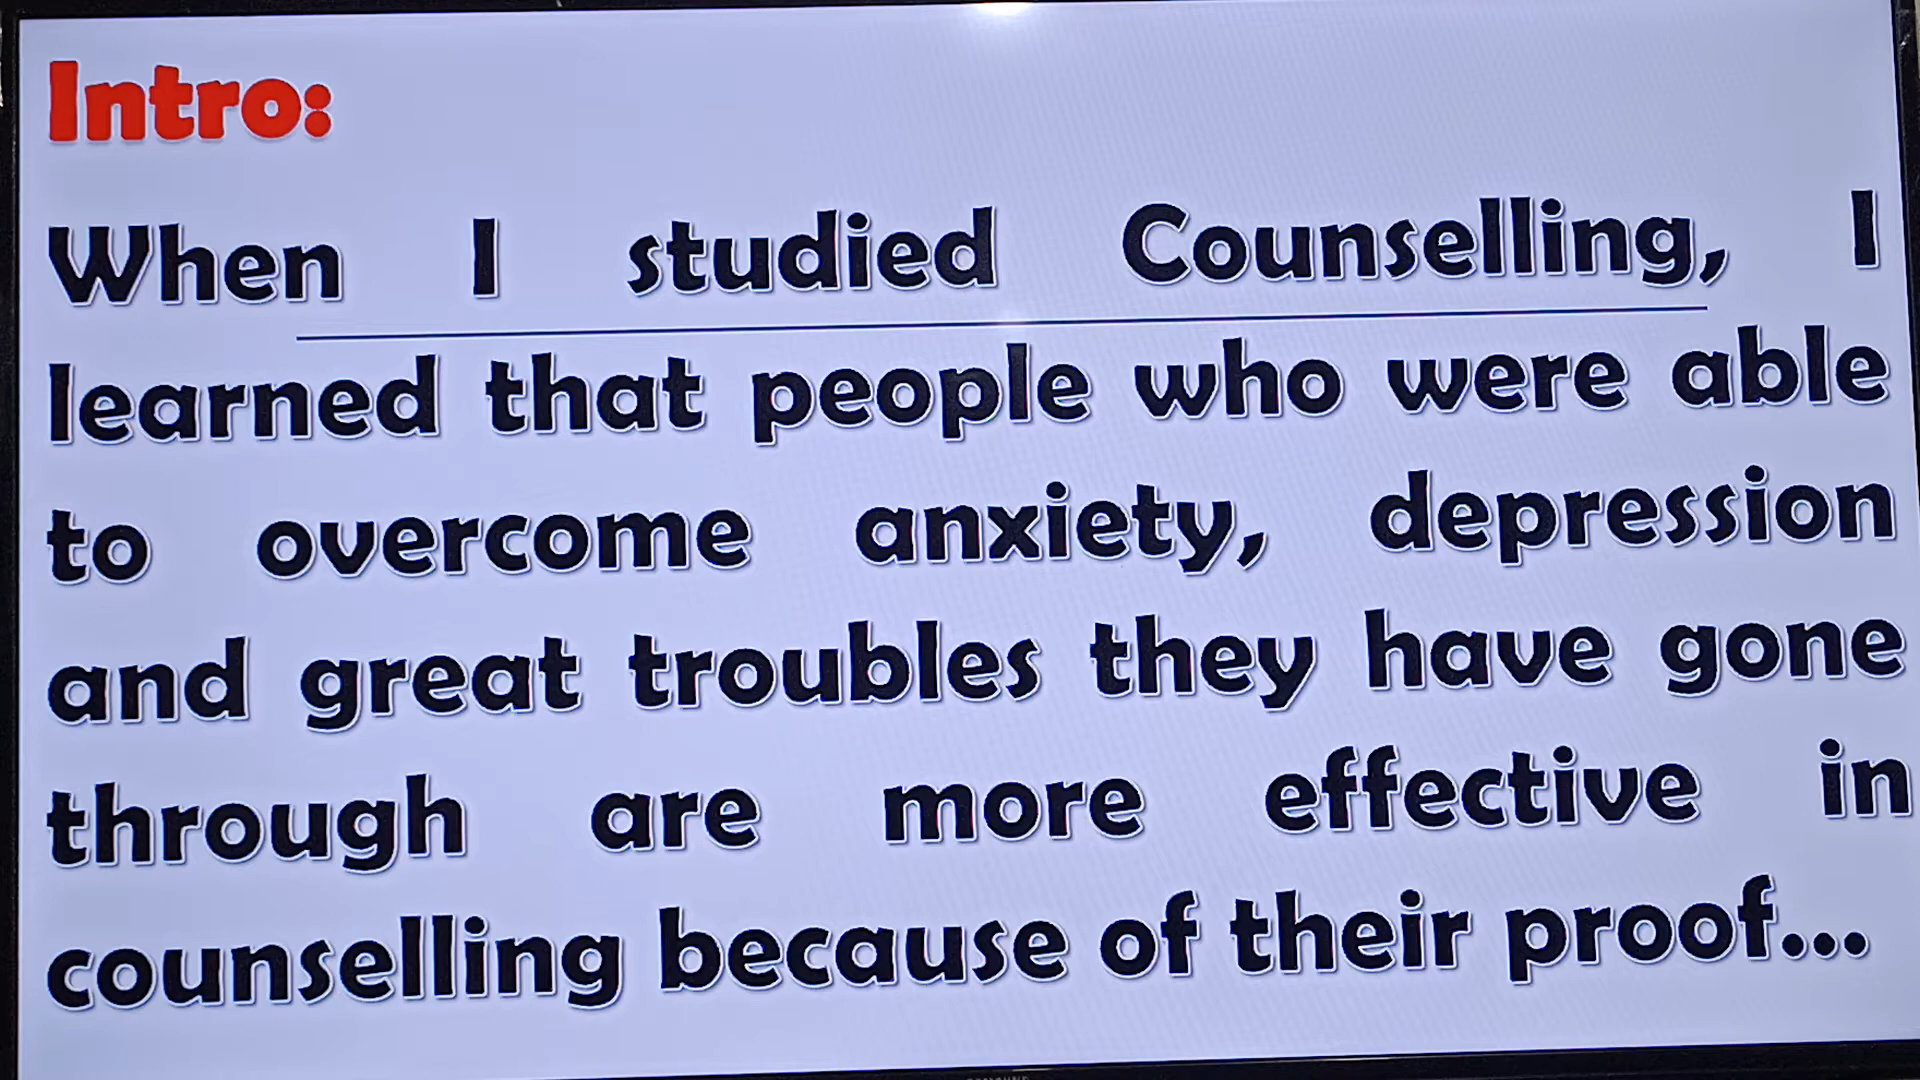 Intro:
When I studied Counselling, I
learned that people who were able
to overcome anxiety, depression
and great troubles they have gone
through are more effective in
counselling because of their proof...